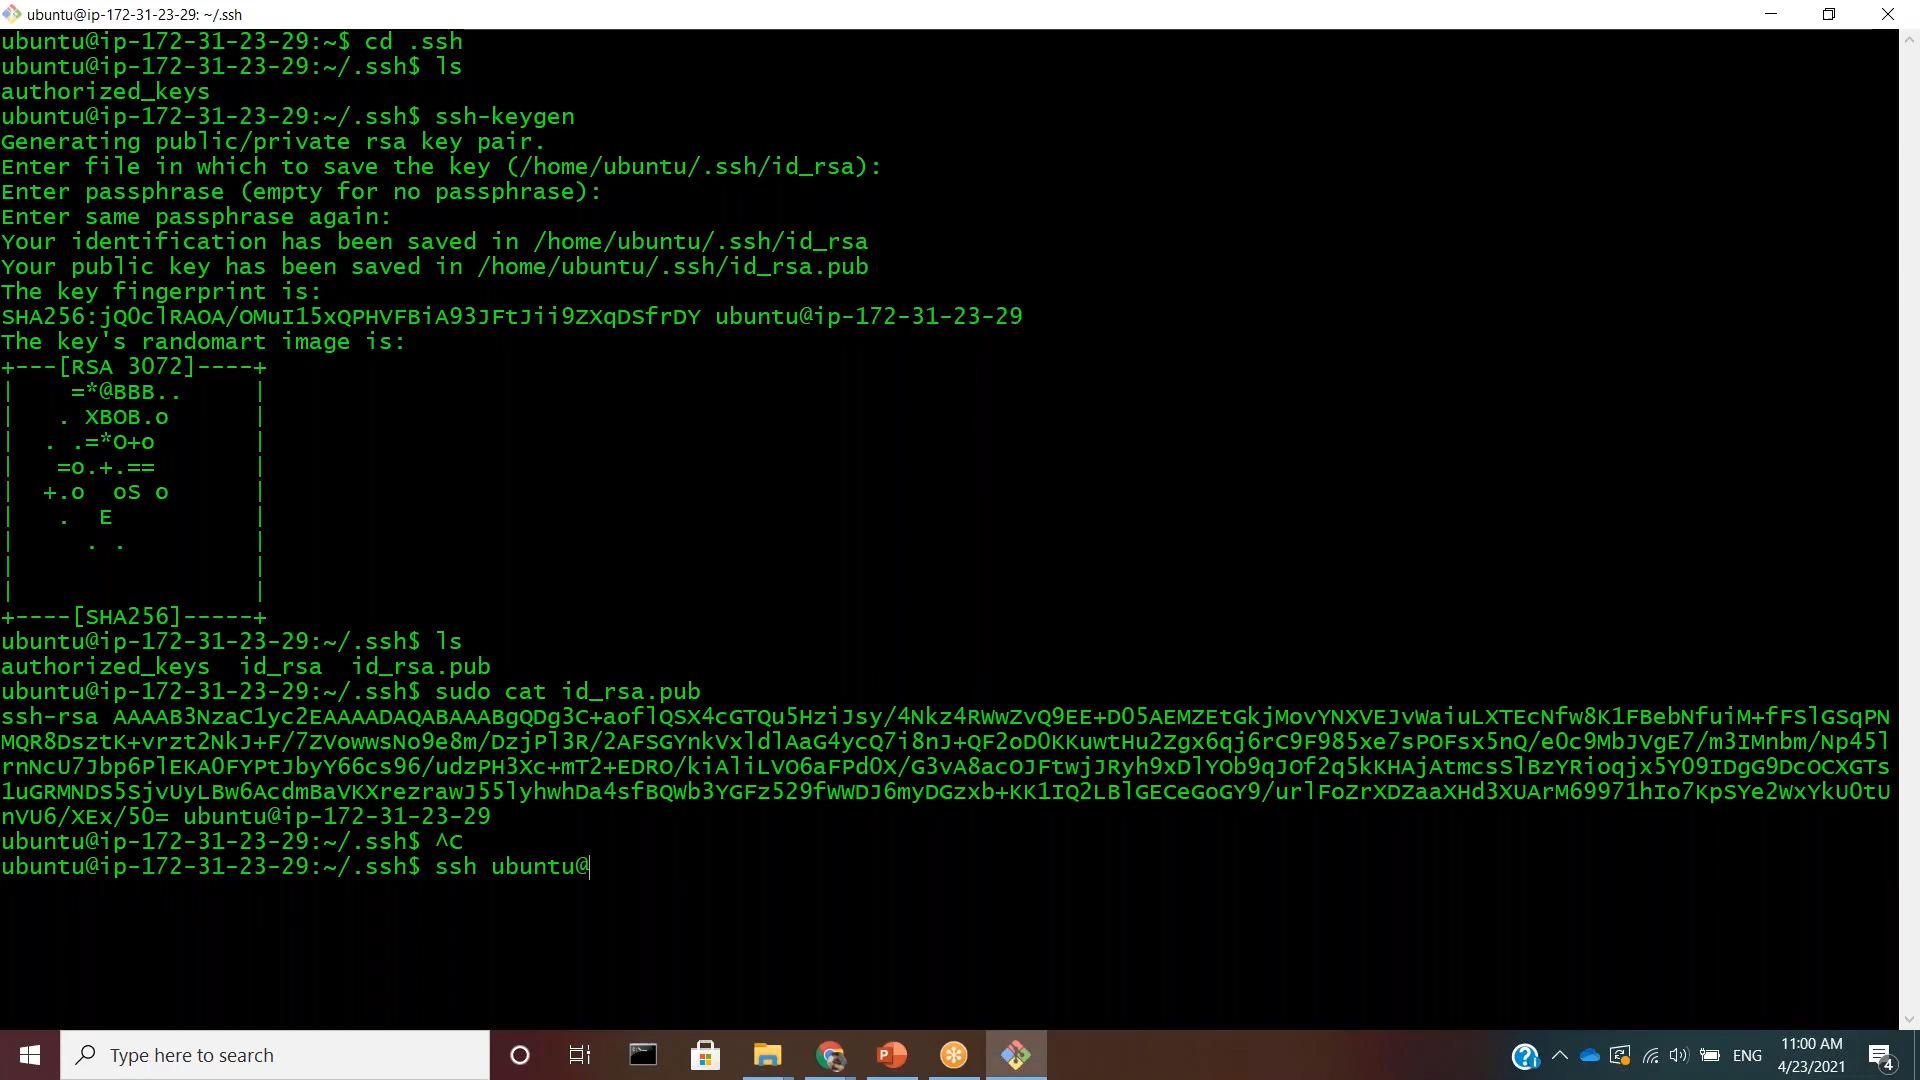 ubuntu@ip-172-31-23-29: ~/.ssh
ubuntu@ip-172-31-23-29:~$ cd .ssh
ubuntu@ip-172-31-23-29:~/.ssh$ ls
authorized_keys
ubuntu@ip-172-31-23-29:~/.ssh$ ssh-keygen
Generating public/private rsa key pair.
Enter file in which to save the key (/home/ubuntu/.ssh/id_rsa):
Enter passphrase (empty for no passphrase):
Enter same passphrase again:
Your identification has been saved in /home/ubuntu/.ssh/id_rsa
Your public key has been saved in /home/ubuntu/.ssh/id_rsa.pub
The key fingerprint is:
SHA256:jQOclRAOA/OMuI15xQPHVFBiA93JFtJii9ZXqDSfrDY ubuntu@ip-172-31-23-29
The key's randomart image is:
+---[RSA 3072]----+
|    =*@BBB..     |
|   . XBOB.o      |
|  . .=*O+o       |
|   =o.+.==       |
|  +.o  oS o      |
|   .  E          |
|     . .         |
|                 |
|                 |
+----[SHA256]-----+
ubuntu@ip-172-31-23-29:~/.ssh$ ls
authorized_keys  id_rsa  id_rsa.pub
ubuntu@ip-172-31-23-29:~/.ssh$ sudo cat id_rsa.pub
ssh-rsa AAAAB3NzaC1yc2EAAAADAQABAAABgQDg3C+aoflQSX4cGTQu5HziJsy/4Nkz4RWwZvQ9EE+D05AEMZEtGkjMovYNXVEJvWaiuLXTEcNfw8K1FBebNfuiM+fFSlGSqPN
MQR8DsztK+vrzt2NkJ+F/7ZVowwsNo9e8m/DzjPl3R/2AFSGYnkVxldlAaG4ycQ7i8nJ+QF2oD0KKuwtHu2Zgx6qj6rC9F985xe7sPOFsx5nQ/e0c9MbJVgE7/m3IMnbm/Np45l
rnNcU7Jbp6PlEKA0FYPtJbyY66cs96/udzPH3Xc+mT2+EDRO/kiAliLVO6aFPd0X/G3vA8acOJFtwjJRyh9xDlYOb9qJOf2q5kKHAjAtmcsSlBzYRioqjx5Y09IDgG9DcOCXGTs
1uGRMNDS5SjvUyLBw6AcdmBaVKXrezrawJ55lyhwhDa4sfBQWb3YGFz529fWWDJ6myDGzxb+KK1IQ2LBlGECeGoGY9/urlFoZrXDZaaXHd3XUArM69971hIo7KpSYe2WxYkU0tU
nVU6/XEx/50= ubuntu@ip-172-31-23-29
ubuntu@ip-172-31-23-29:~/.ssh$ ^C
ubuntu@ip-172-31-23-29:~/.ssh$ ssh ubuntu@
Type here to search
ENG
11:00 AM
4/23/2021
4